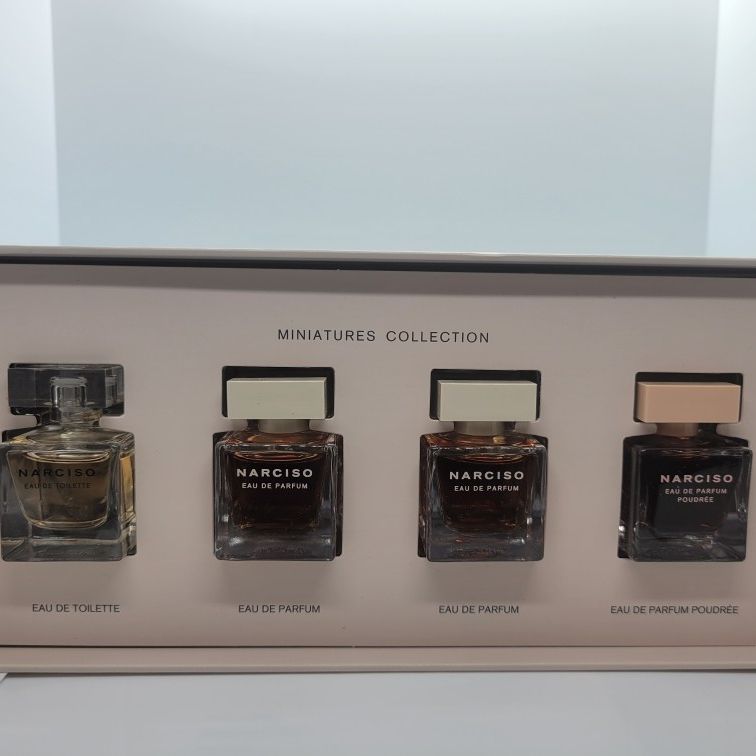 MINIATURES COLLECTION
NARCISO
EAU DE TOILETTE
NARCISO
EAU DE PARFUM
NARCISO
EAU DE PARFUM
NARCISO
EAU DE PARFUM
POUDRÉE
EAU DE TOILETTE
EAU DE PARFUM
EAU DE PARFUM
EAU DE PARFUM POUDRÉE